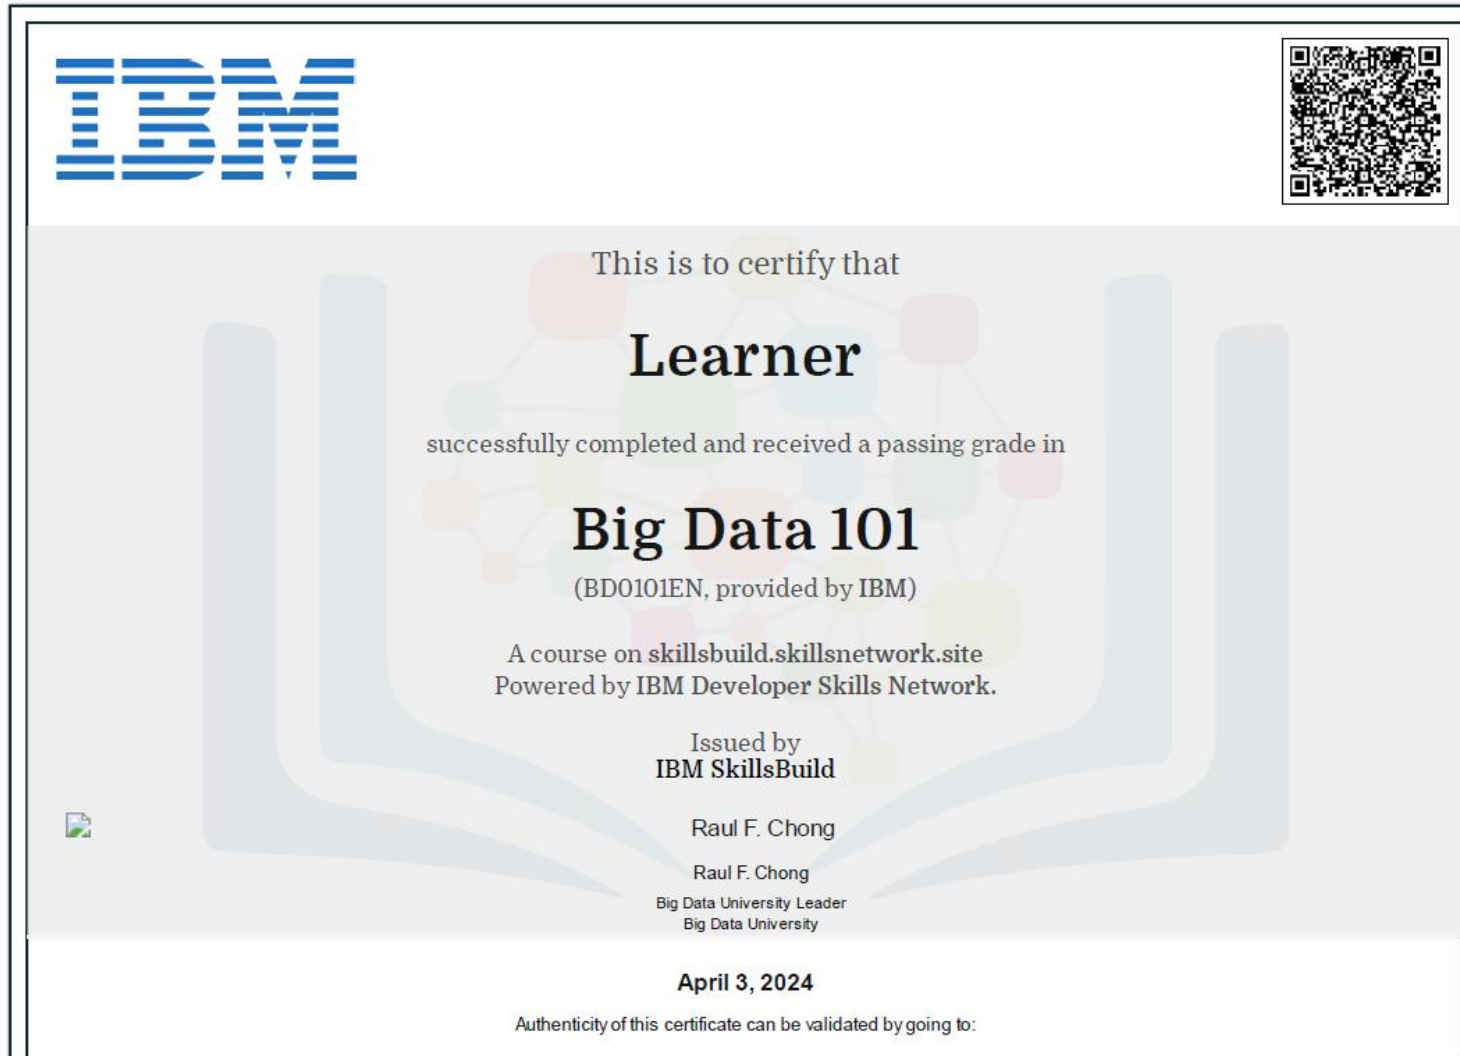 IBM
This is to certify that
Learner
successfully completed and received a passing grade in
Big Data 101
(BD0101EN, provided by IBM)
A course on skillsbuild.skillsnetwork.site
Powered by IBM Developer Skills Network.
Issued by
IBM SkillsBuild
Raul F. Chong
Raul F. Chong
Big Data University Leader
Big Data University
April 3, 2024
Authenticity of this certificate can be validated by going to: